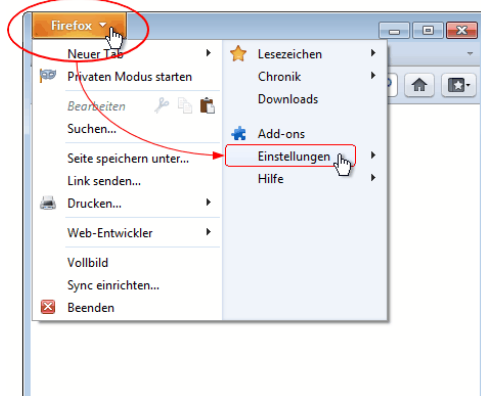 Firefox
Neuer Tab
Privaten Modus starten
Bearbeiten
Suchen...
Seite speichern unter...
Link senden...
Drucken...
Web-Entwickler
Vollbild
Sync einrichten...
Beenden
Lesezeichen
Chronik
Downloads
Add-ons
Einstellungen
Hilfe